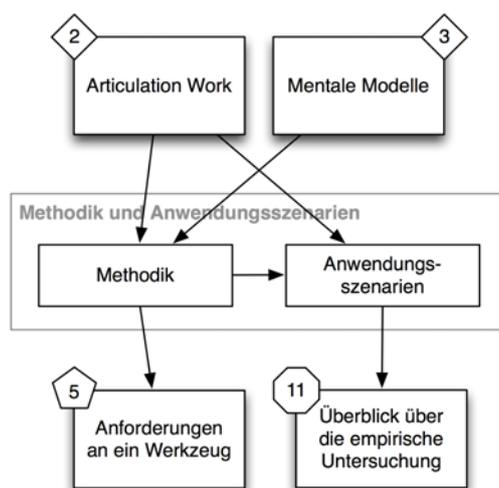 2
3
Articulation Work
Mentale Modelle
Methodik und Anwendungsszenarien
Methodik
Anwendungs-
szenarien
5
11
Anforderungen
an ein Werkzeug
Überblick über
die empirische
Untersuchung